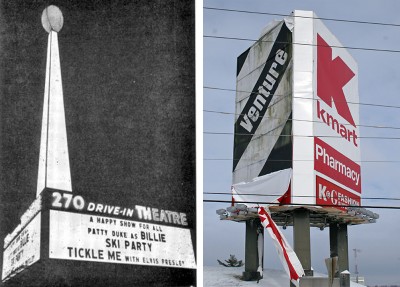 270 DRIVE-IN THEATRE
A HAPPY SHOW FOR ALL
PATTY DUKE AS BILLIE
SKI PARTY
TICKLE ME WITH ELVIS PRESLEY
Venture
K
kmart
Pharmacy
FASHION